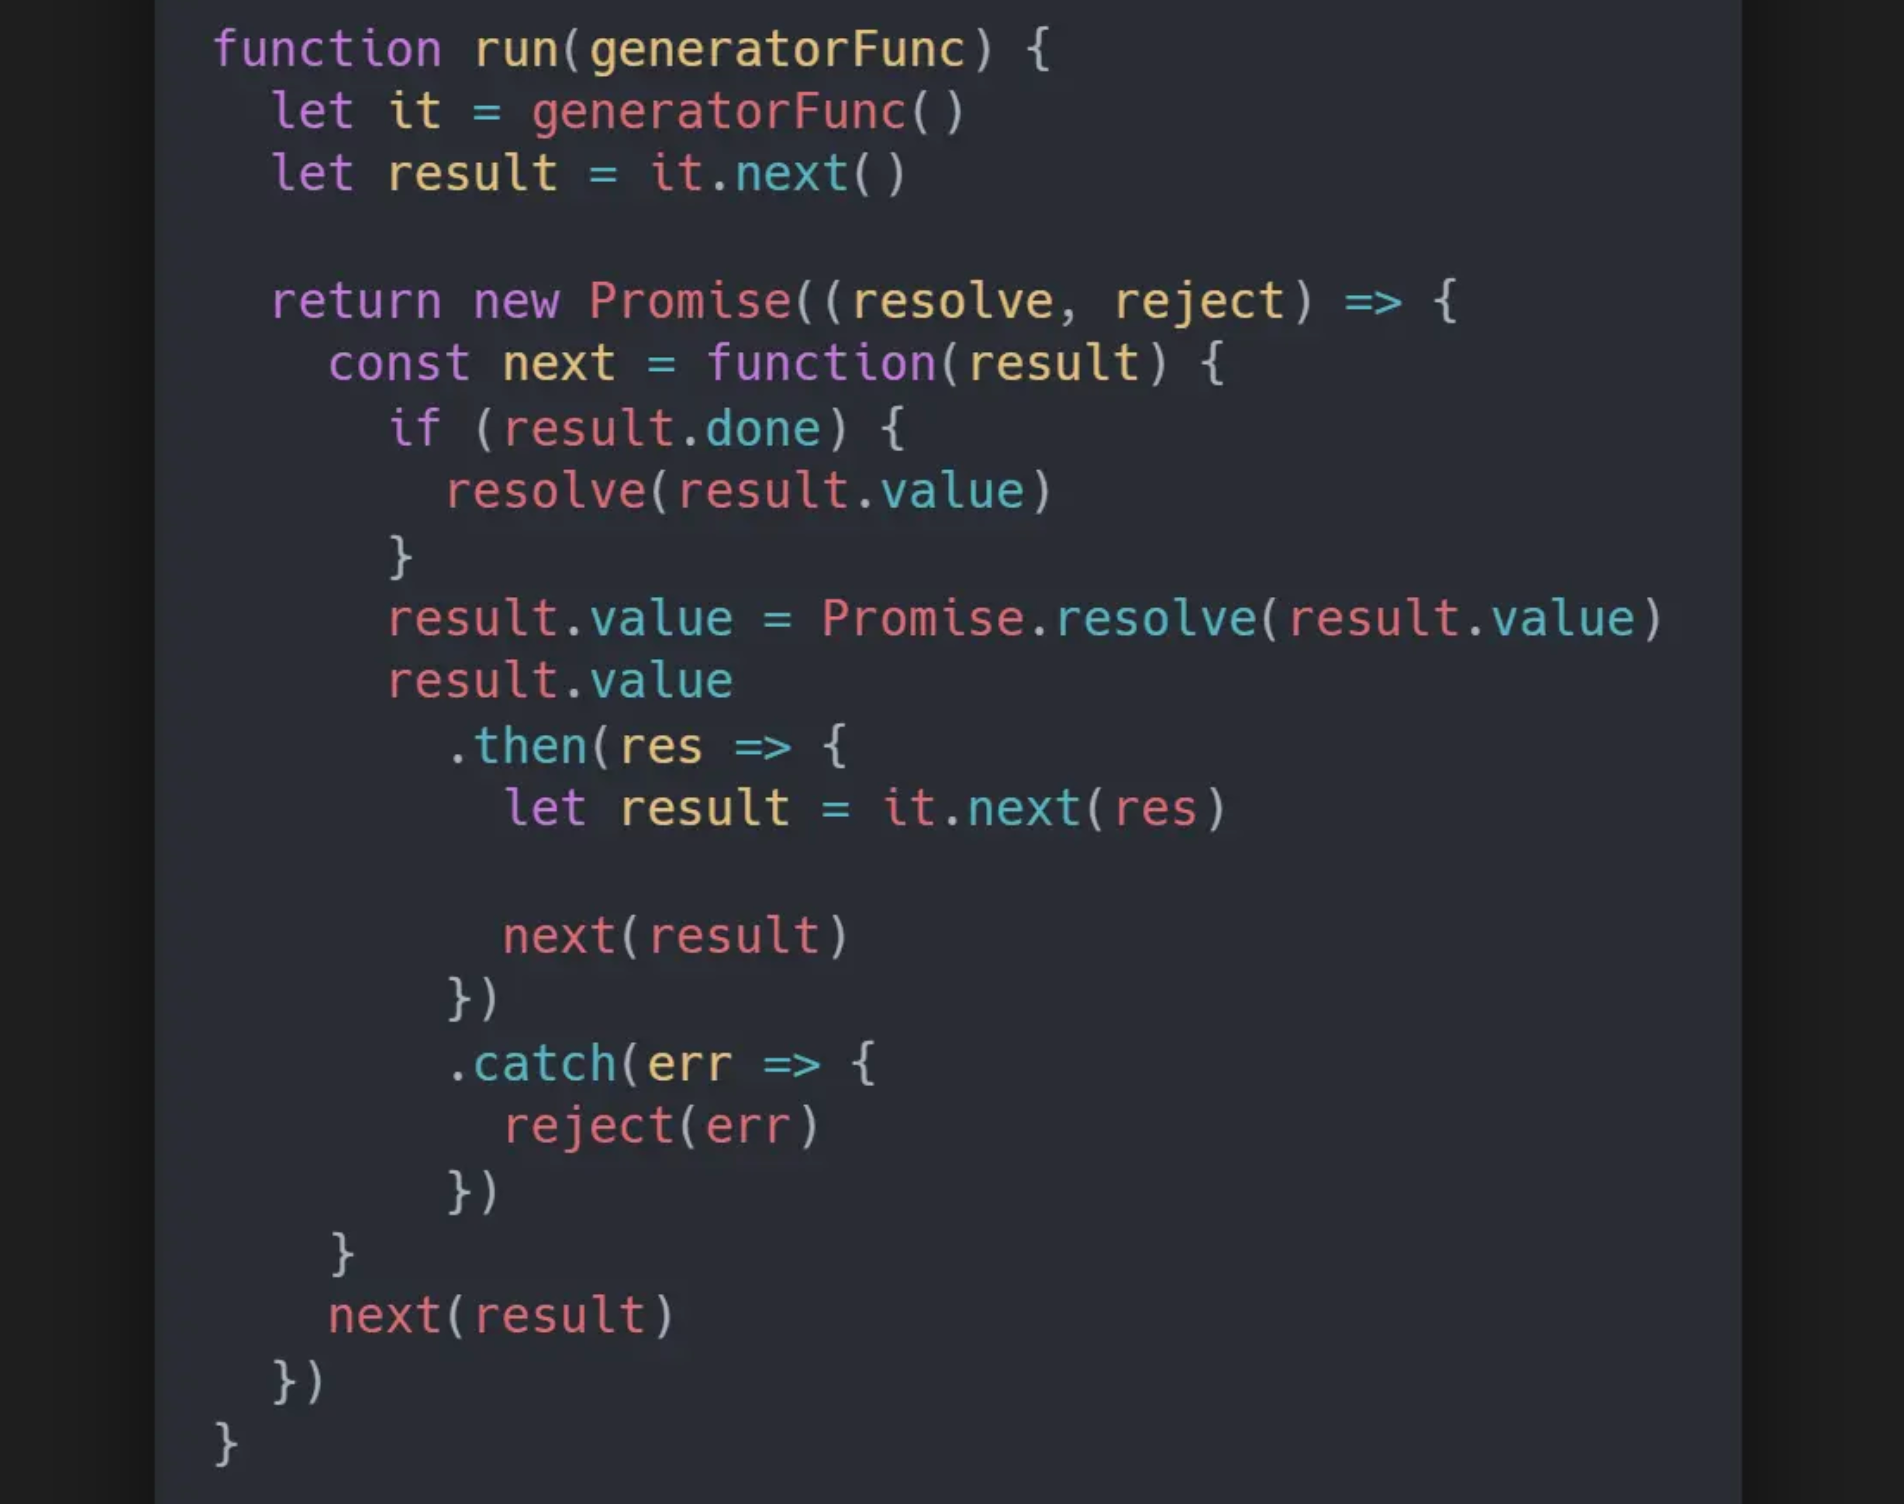 function run(generatorFunc) {
  let it = generatorFunc()
  let result = it.next()

  return new Promise((resolve, reject) => {
    const next = function(result) {
      if (result.done) {
        resolve(result.value)
      }
      result.value = Promise.resolve(result.value)
      result.value
        .then(res => {
          let result = it.next(res)

          next(result)
        })
        .catch(err => {
          reject(err)
        })
    }
    next(result)
  })
}